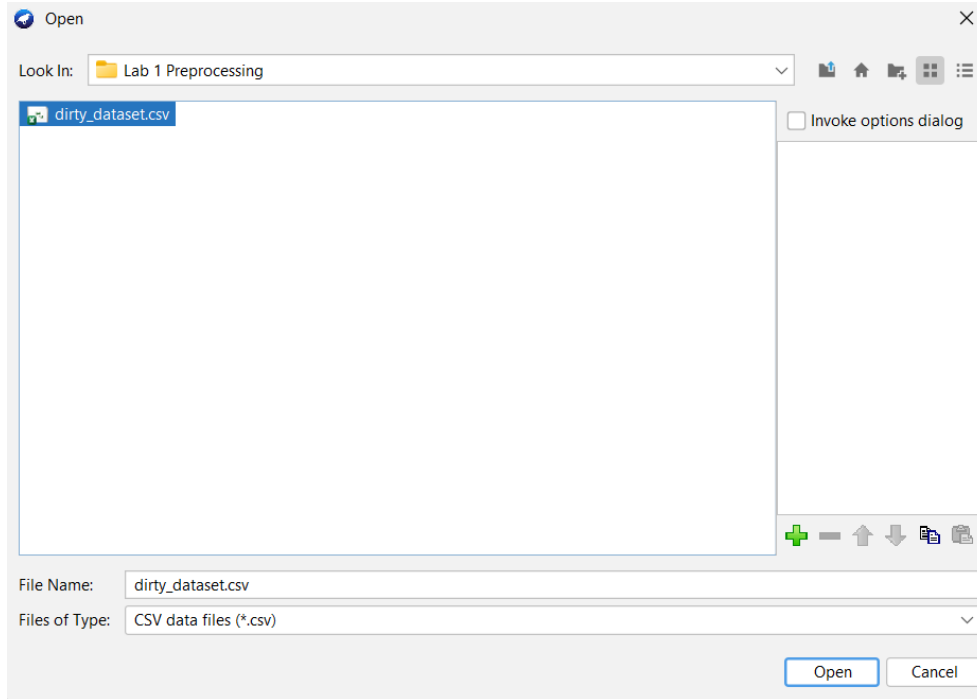 Open
Look In: Lab 1 Preprocessing
dirty_dataset.csv
Invoke options dialog
File Name: dirty_dataset.csv
Files of Type: CSV data files (*.csv)
Open Cancel